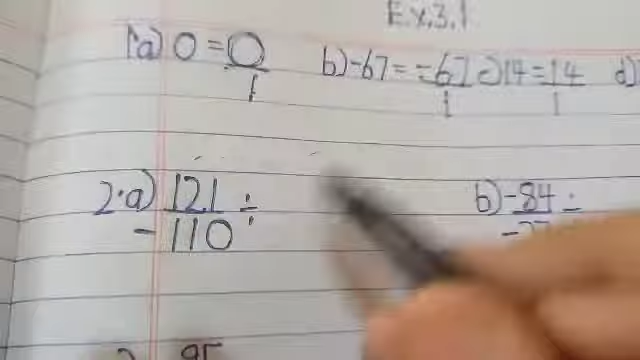 Ex.3.1
1a) 0 = 0/1 b) -67 = -67/1 c) 14 = 14/1 d)
2.a) 121/-110 ÷ b) -84